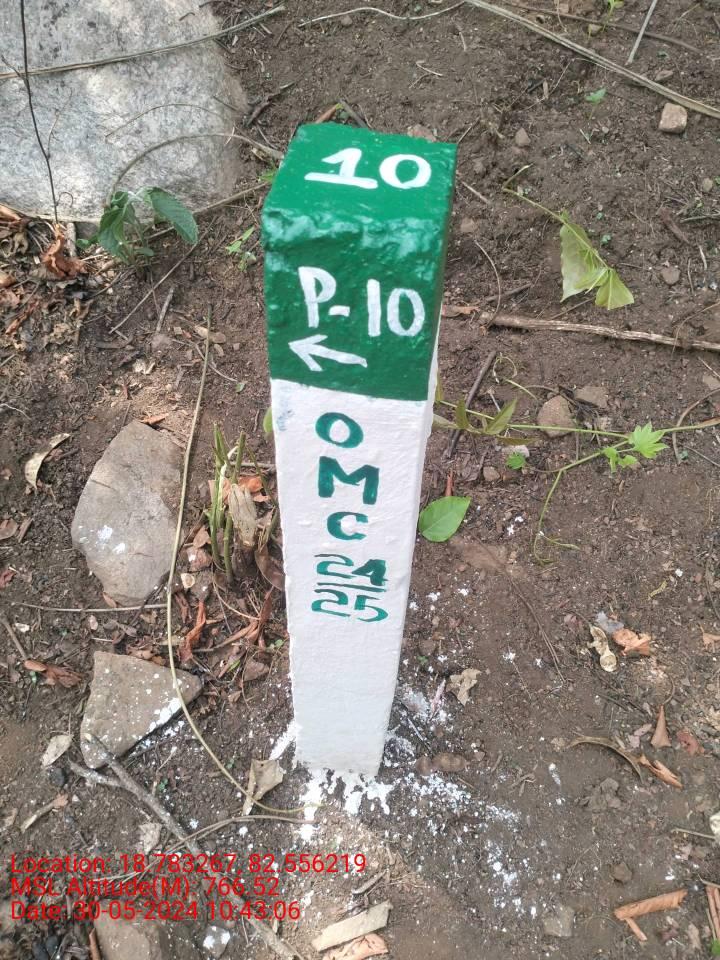 10
P-10
←
O
M
C
24
25
Location: 18.783267, 82.556219
MSL Altitude(M): 766.52
Date: 30-05-2024 10:43:06